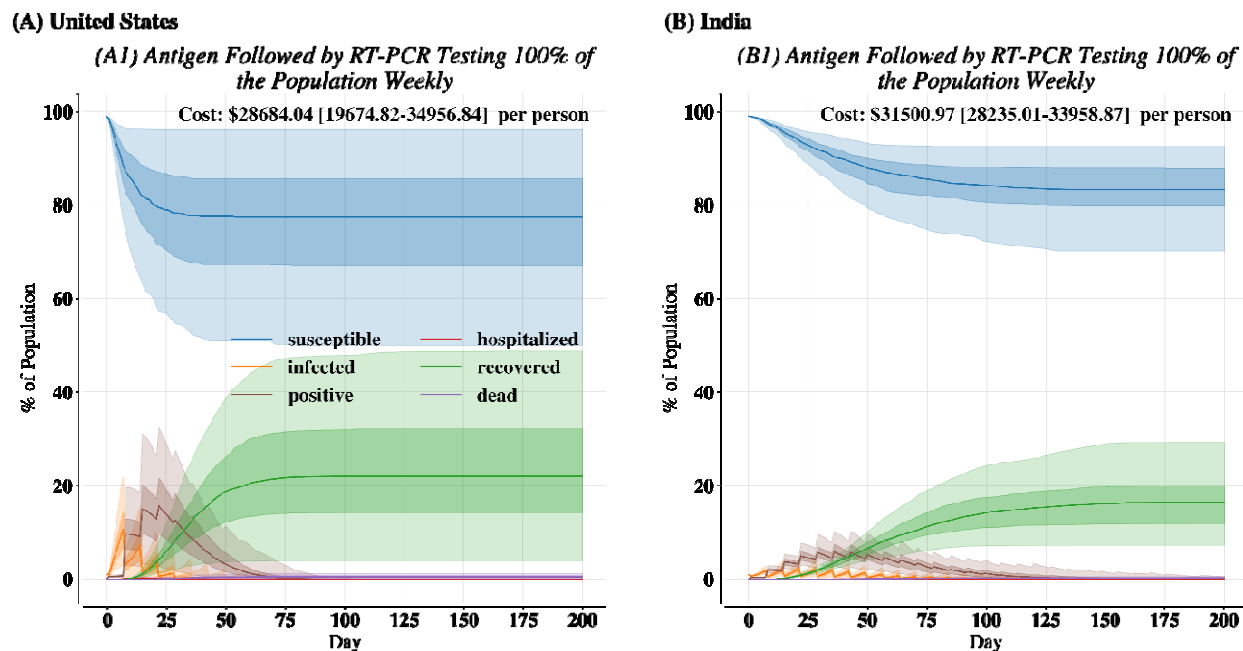 (A) United States
(A1) Antigen Followed by RT-PCR Testing 100% of
the Population Weekly
Cost: $28684.04 [19674.82-34956.84] per person
100
80
60
40
20
0
% of Population
susceptible
infected
positive
hospitalized
recovered
dead
0 25 50 75 100 125 150 175 200
Day
(B) India
(B1) Antigen Followed by RT-PCR Testing 100% of
the Population Weekly
Cost: $31500.97 [28235.01-33958.87] per person
100
80
60
40
20
0
% of Population
0 25 50 75 100 125 150 175 200
Day